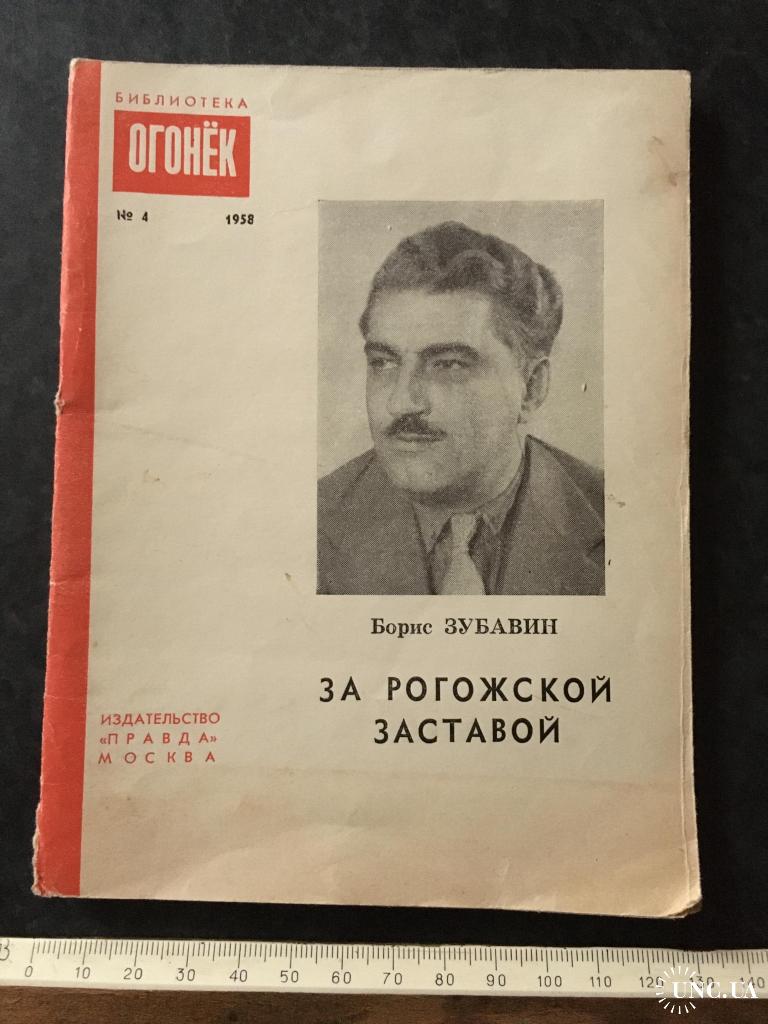 БИБЛИОТЕКА
ОГОНЁК
№ 4 1958
Борис ЗУБАВИН
ЗА РОГОЖСКОЙ
ЗАСТАВОЙ
ИЗДАТЕЛЬСТВО
«ПРАВДА»
МОСКВА
0 10 20 30 40 50 60 70 80 90 100 110 120 130 140
UNC.UA